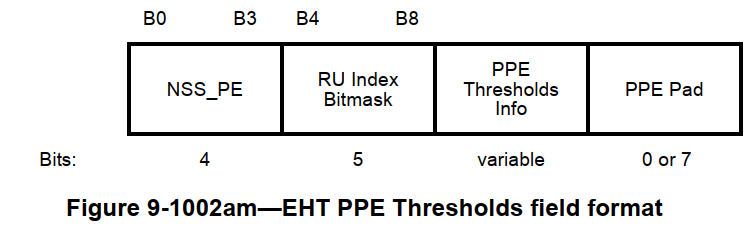 B0 B3 B4 B8
NSS_PE
RU Index
Bitmask
PPE
Thresholds
Info
PPE Pad
Bits: 4 5 variable 0 or 7
Figure 9-1002am—EHT PPE Thresholds field format